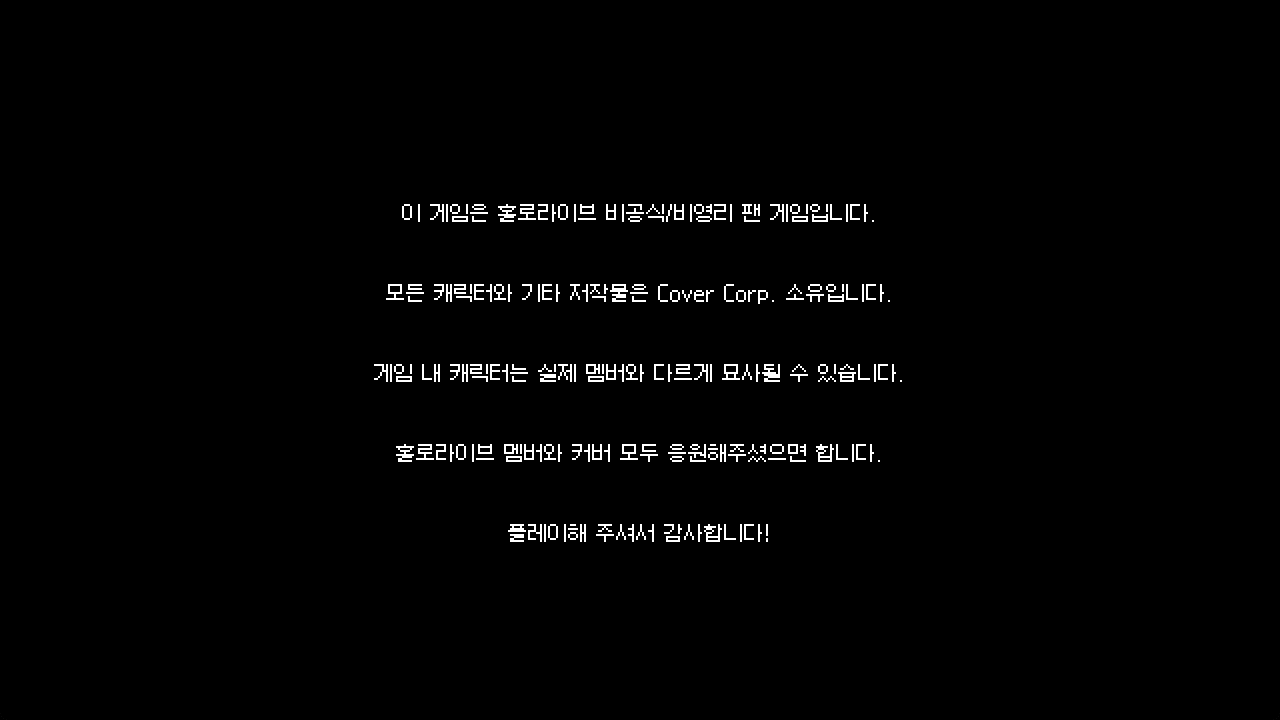 이 게임은 홀로라이브 비공식/비영리 팬 게임입니다.
모든 캐릭터와 기타 저작물은 Cover Corp. 소유입니다.
게임 내 캐릭터는 실제 멤버와 다르게 묘사될 수 있습니다.
홀로라이브 멤버와 커버 모두 응원해주셨으면 합니다.
플레이해 주셔서 감사합니다!